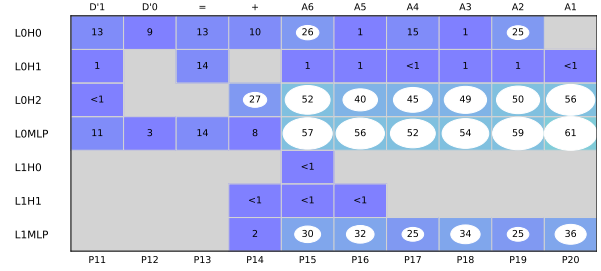 D'1 D'0 = + A6 A5 A4 A3 A2 A1
L0H0 13 9 13 10 26 1 15 1 25
L0H1 1 14 1 1 <1 1 1 <1
L0H2 <1 27 52 40 45 49 50 56
L0MLP 11 3 14 8 57 56 52 54 59 61
L1H0 <1
L1H1 <1 <1 <1
L1MLP 2 30 32 25 34 25 36
P11 P12 P13 P14 P15 P16 P17 P18 P19 P20